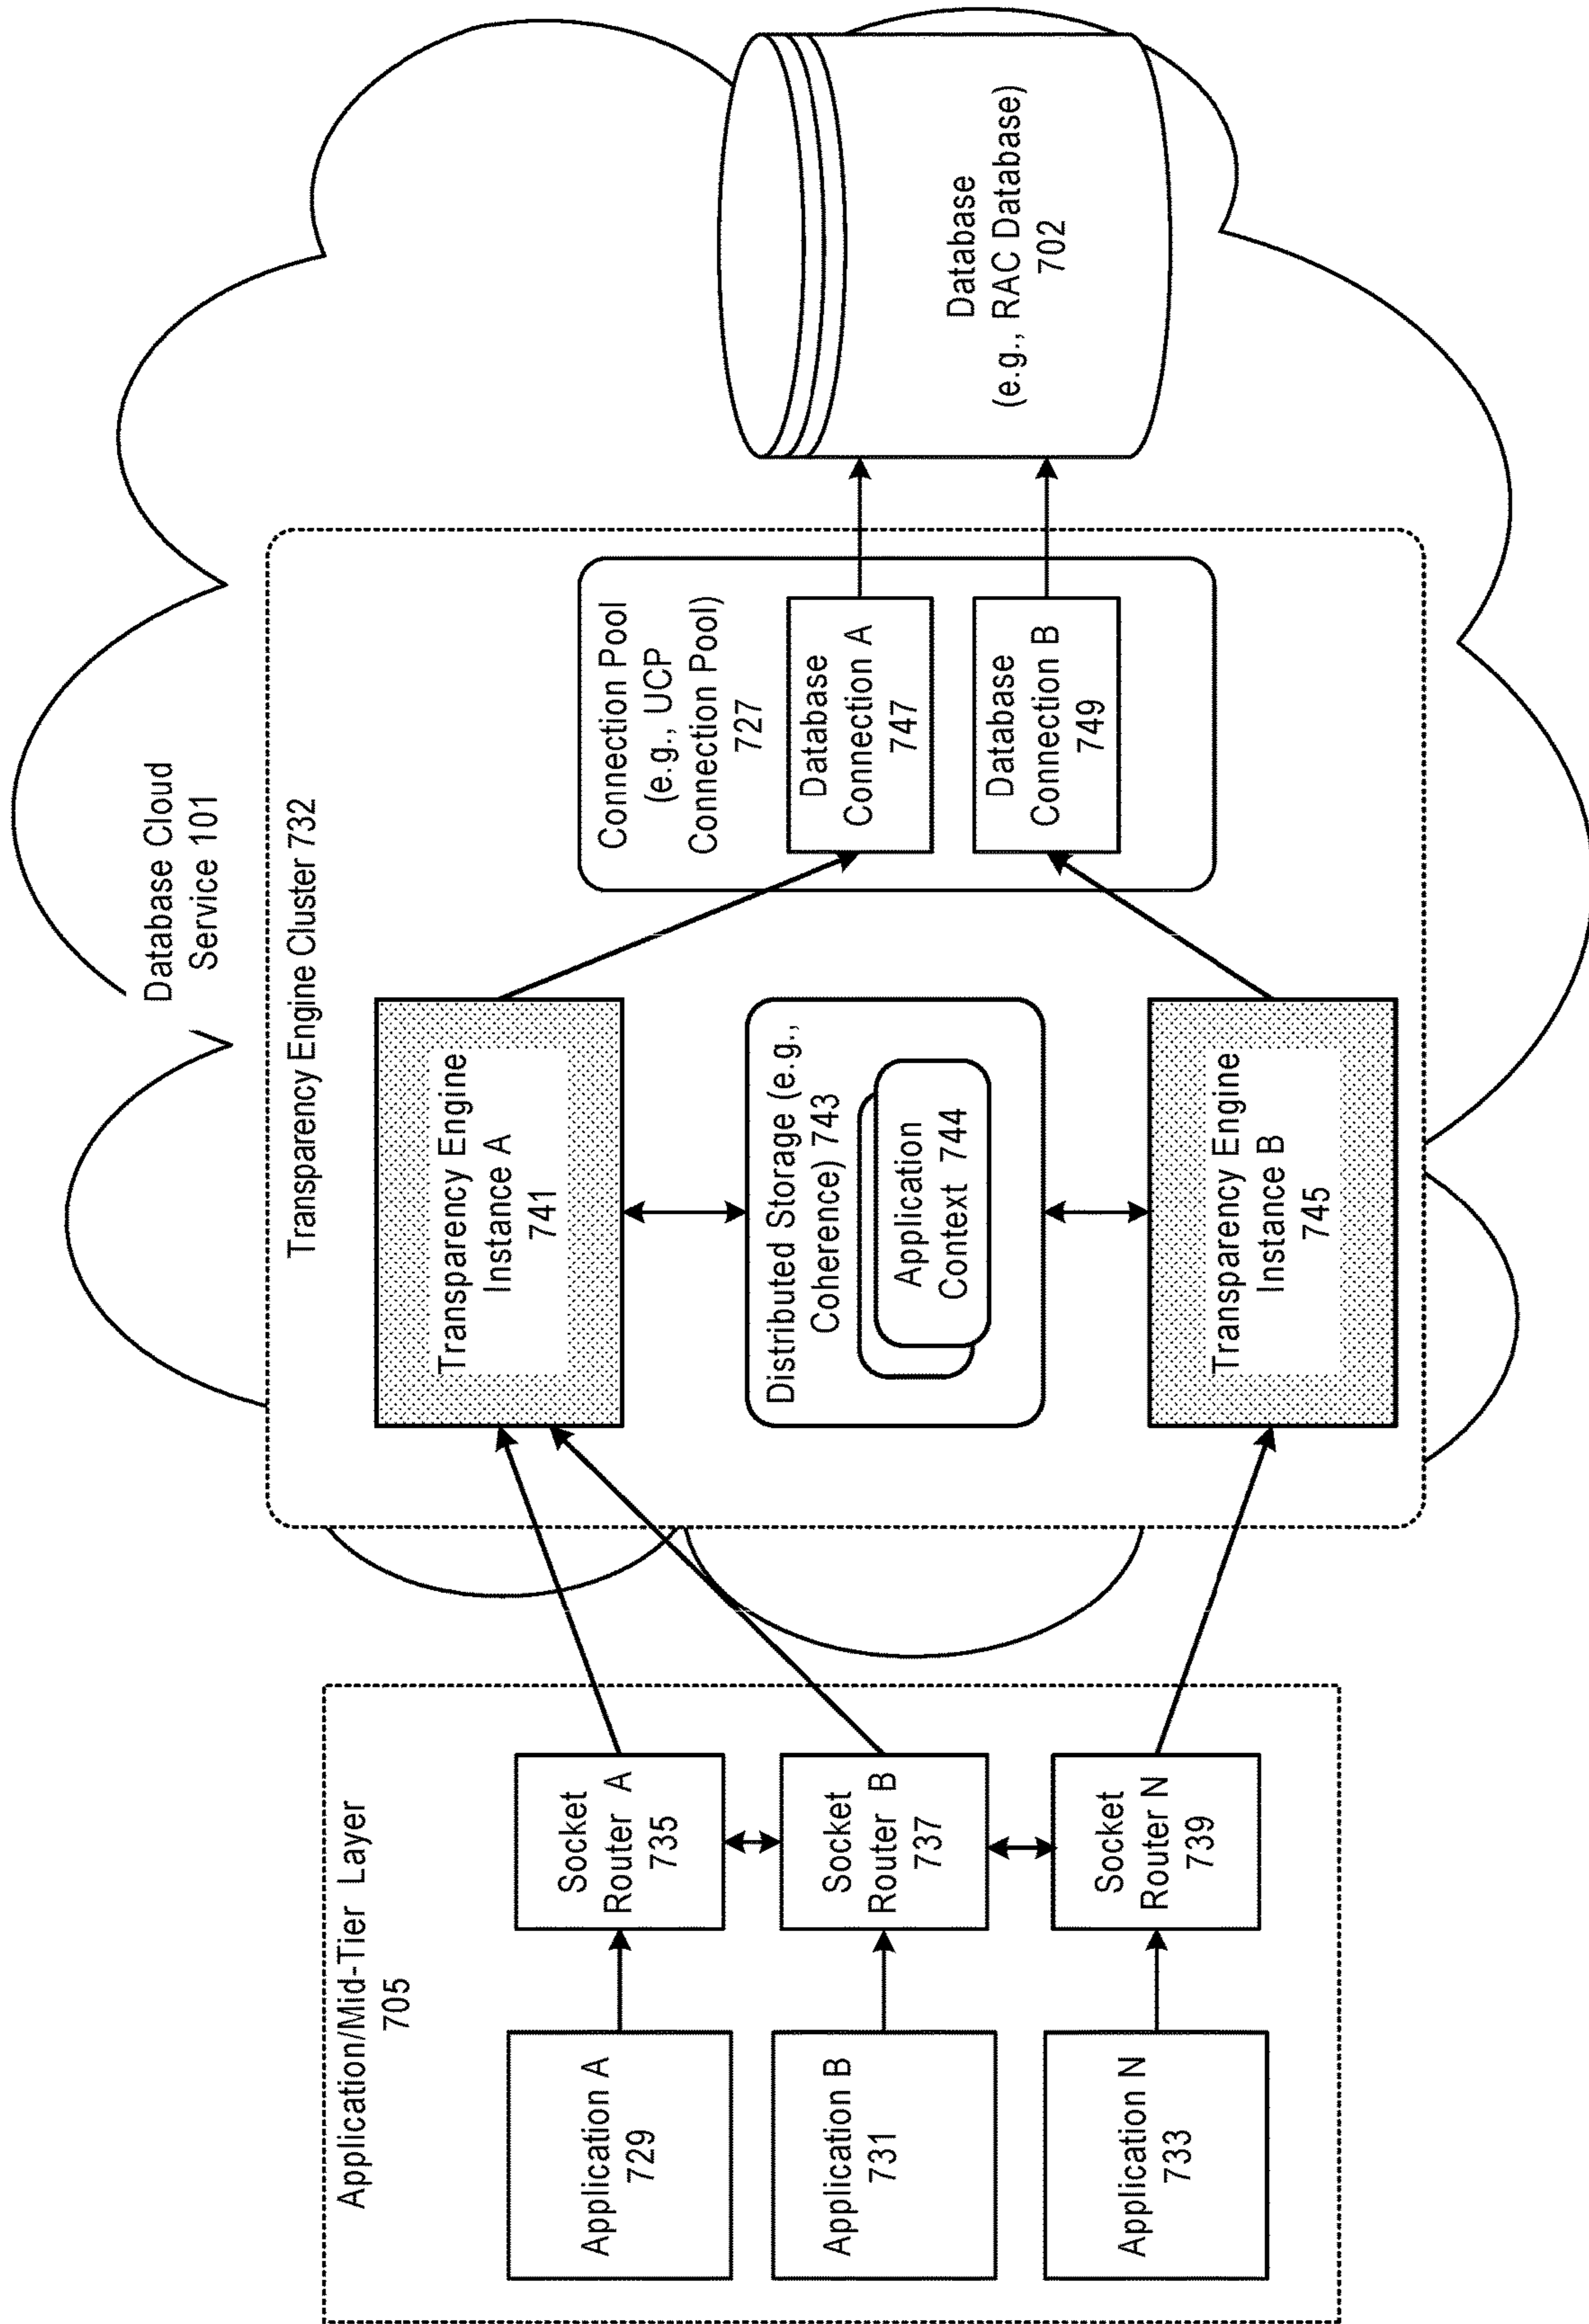 Application/Mid-Tier Layer
705
Application A
729
Application B
731
Application N
733
Socket
Router A
735
Socket
Router B
737
Socket
Router N
739
Database Cloud
Service 101
Transparency Engine Cluster 732
Transparency Engine
Instance A
741
Distributed Storage (e.g.,
Coherence) 743
Application
Context 744
Transparency Engine
Instance B
745
Connection Pool
(e.g., UCP
Connection Pool)
727
Database
Connection A
747
Database
Connection B
749
Database
(e.g., RAC Database)
702